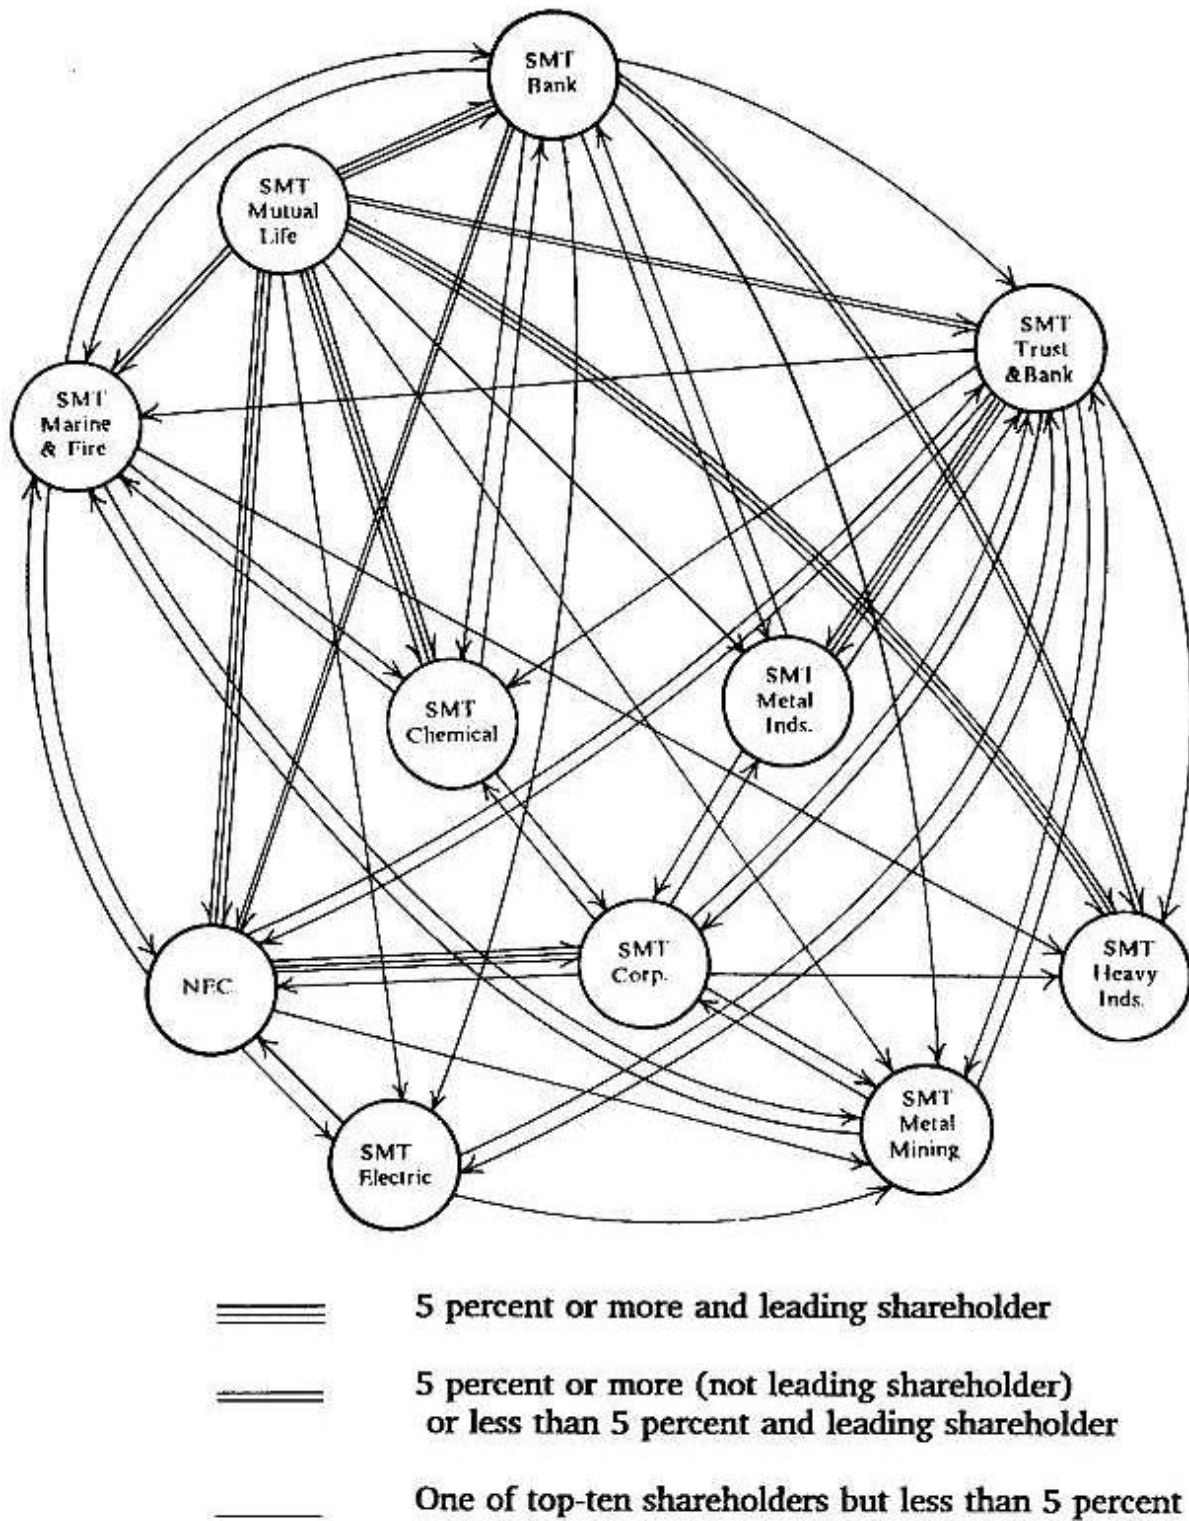 SMT
Bank
SMT
Mutual
Life
SMT
Trust
&Bank
SMT
Marine
& Fire
SMT
Metal
Inds.
SMT
Chemical
SMT
Corp.
SMT
Heavy
Inds.
NEC
SMT
Metal
Mining
SMT
Electric
5 percent or more and leading shareholder
5 percent or more (not leading shareholder)
or less than 5 percent and leading shareholder
One of top-ten shareholders but less than 5 percent